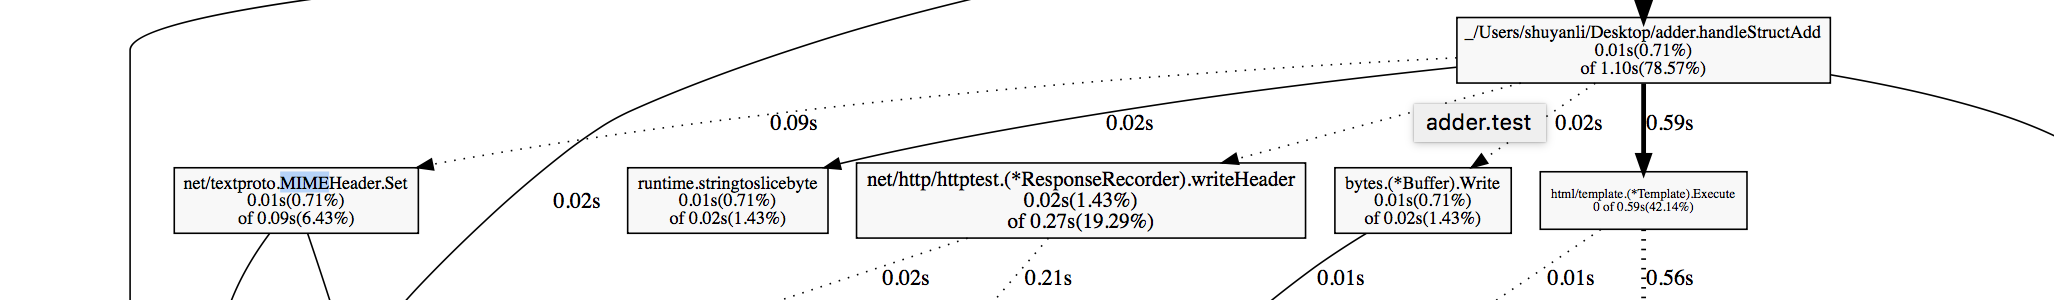 _/Users/shuyanli/Desktop/adder.handleStructAdd
0.01s(0.71%)
of 1.10s(78.57%)
0.09s
0.02s
adder.test
0.02s
0.59s
net/textproto.MIMEHeader.Set
0.01s(0.71%)
of 0.09s(6.43%)
0.02s
runtime.stringtoslicebyte
0.01s(0.71%)
of 0.02s(1.43%)
net/http/httptest.(*ResponseRecorder).writeHeader
0.02s(1.43%)
of 0.27s(19.29%)
bytes.(*Buffer).Write
0.01s(0.71%)
of 0.02s(1.43%)
html/template.(*Template).Execute
0 of 0.59s(42.14%)
0.02s
0.21s
0.01s
0.01s
0.56s